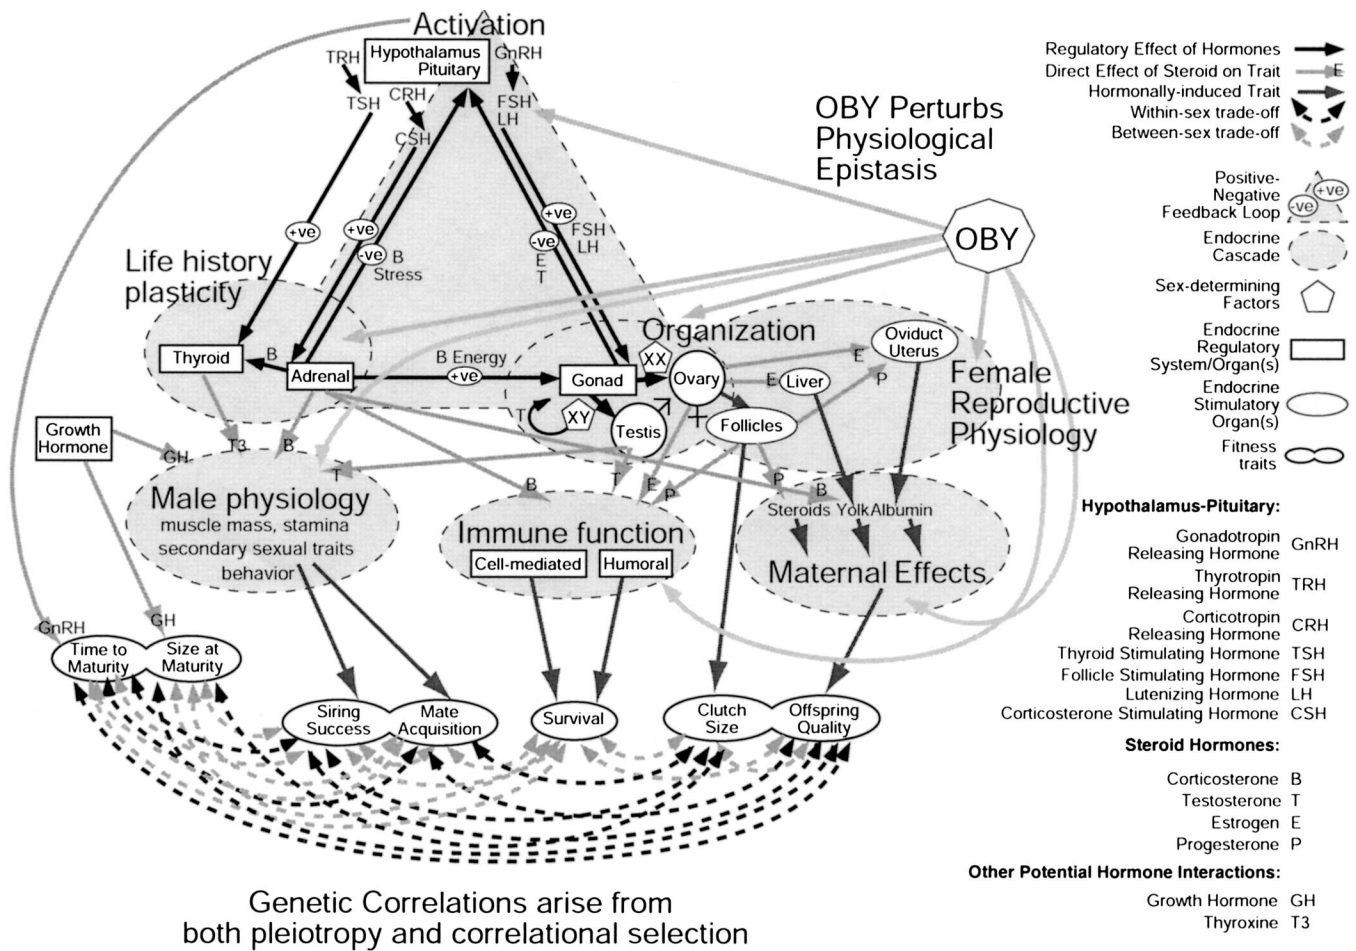 Activation
Hypothalamus
Pituitary
TRH
GnRH
TSH
CRH
FSH
LH
CSH
OBY Perturbs
Physiological
Epistasis
OBY
+ve
+ve
-ve B
Stress
+ve
FSH
LH
-ve
E
T
Life history
plasticity
Thyroid
B
Adrenal
B Energy
+ve
Organization
Gonad
XX
Ovary
XY
T
Testis
E
Liver
E
Oviduct
Uterus
P
Follicles
Female
Reproductive
Physiology
Growth
Hormone
GH
T3
B
T
Male physiology
muscle mass, stamina
secondary sexual traits
behavior
B
T
E
P
Immune function
Cell-mediated
Humoral
P
B
Steroids Yolk Albumin
Maternal Effects
GnRH
GH
Time to
Maturity
Size at
Maturity
Siring
Success
Mate
Acquisition
Survival
Clutch
Size
Offspring
Quality
Genetic Correlations arise from
both pleiotropy and correlational selection
Regulatory Effect of Hormones
Direct Effect of Steroid on Trait E
Hormonally-induced Trait
Within-sex trade-off
Between-sex trade-off
Positive-
Negative
Feedback Loop
+ve
-ve
Endocrine
Cascade
Sex-determining
Factors
Endocrine
Regulatory
System/Organ(s)
Endocrine
Stimulatory
Organ(s)
Fitness
traits
Hypothalamus-Pituitary:
Gonadotropin
Releasing Hormone GnRH
Thyrotropin
Releasing Hormone TRH
Corticotropin
Releasing Hormone CRH
Thyroid Stimulating Hormone TSH
Follicle Stimulating Hormone FSH
Lutenizing Hormone LH
Corticosterone Stimulating Hormone CSH
Steroid Hormones:
Corticosterone B
Testosterone T
Estrogen E
Progesterone P
Other Potential Hormone Interactions:
Growth Hormone GH
Thyroxine T3